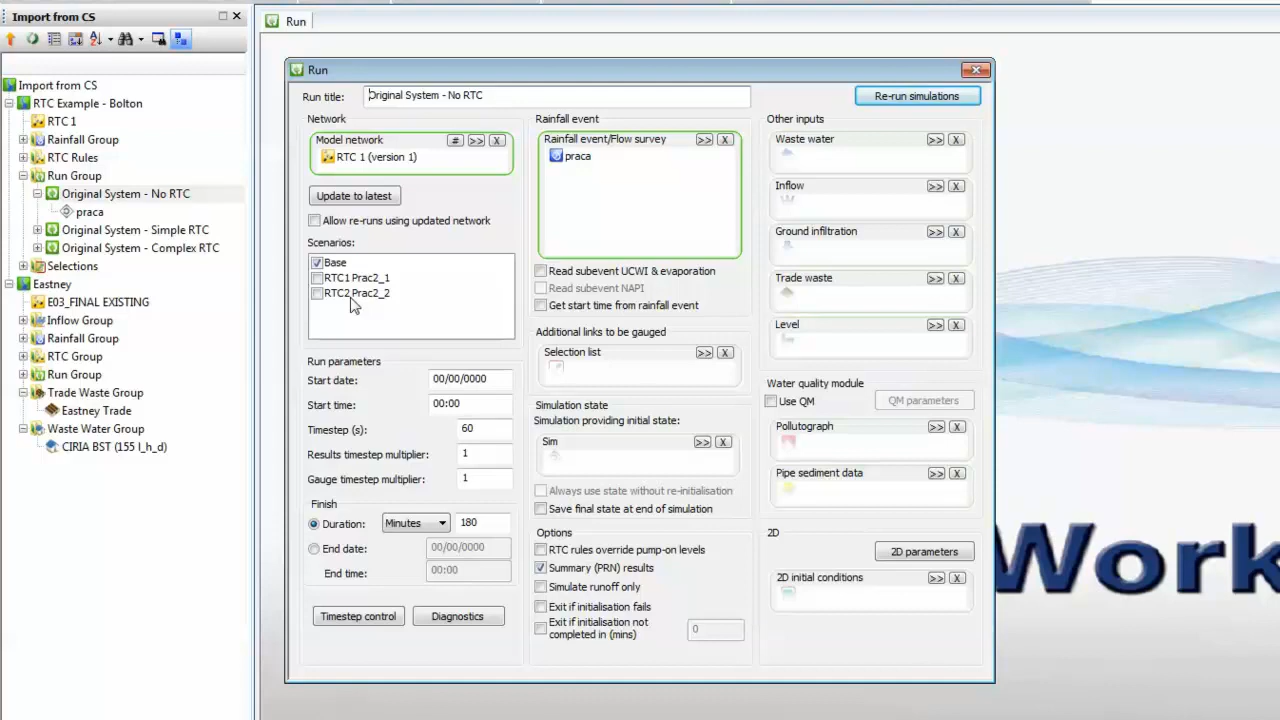 Import from CS
Import from CS
RTC Example - Bolton
RTC 1
Rainfall Group
RTC Rules
Run Group
Original System - No RTC
praca
Original System - Simple RTC
Original System - Complex RTC
Selections
Eastney
E03_FINAL EXISTING
Inflow Group
Rainfall Group
RTC Group
Run Group
Trade Waste Group
Eastney Trade
Waste Water Group
CIRIA BST (155 l_h_d)
Run
Run
Run title:
Original System - No RTC
Re-run simulations
Network
Model network # >> X
RTC 1 (version 1)
Update to latest
Allow re-runs using updated network
Scenarios:
Base
RTC1 Prac2_1
RTC2 Prac2_2
Run parameters
Start date: 00/00/0000
Start time: 00:00
Timestep (s): 60
Results timestep multiplier: 1
Gauge timestep multiplier: 1
Finish
Duration: Minutes 180
End date: 00/00/0000
End time: 00:00
Timestep control Diagnostics
Rainfall event
Rainfall event/Flow survey >> X
praca
Read subevent UCWI & evaporation
Read subevent NAPI
Get start time from rainfall event
Additional links to be gauged
Selection list >> X
Simulation state
Simulation providing initial state:
Sim >> X
Always use state without re-initialisation
Save final state at end of simulation
Options
RTC rules override pump-on levels
Summary (PRN) results
Simulate runoff only
Exit if initialisation fails
Exit if initialisation not
completed in (mins) 0
Other inputs
Waste water >> X
Inflow >> X
Ground infiltration >> X
Trade waste >> X
Level >> X
Water quality module
Use QM QM parameters
Pollutograph >> X
Pipe sediment data >> X
2D
2D parameters
2D initial conditions >> X
Work